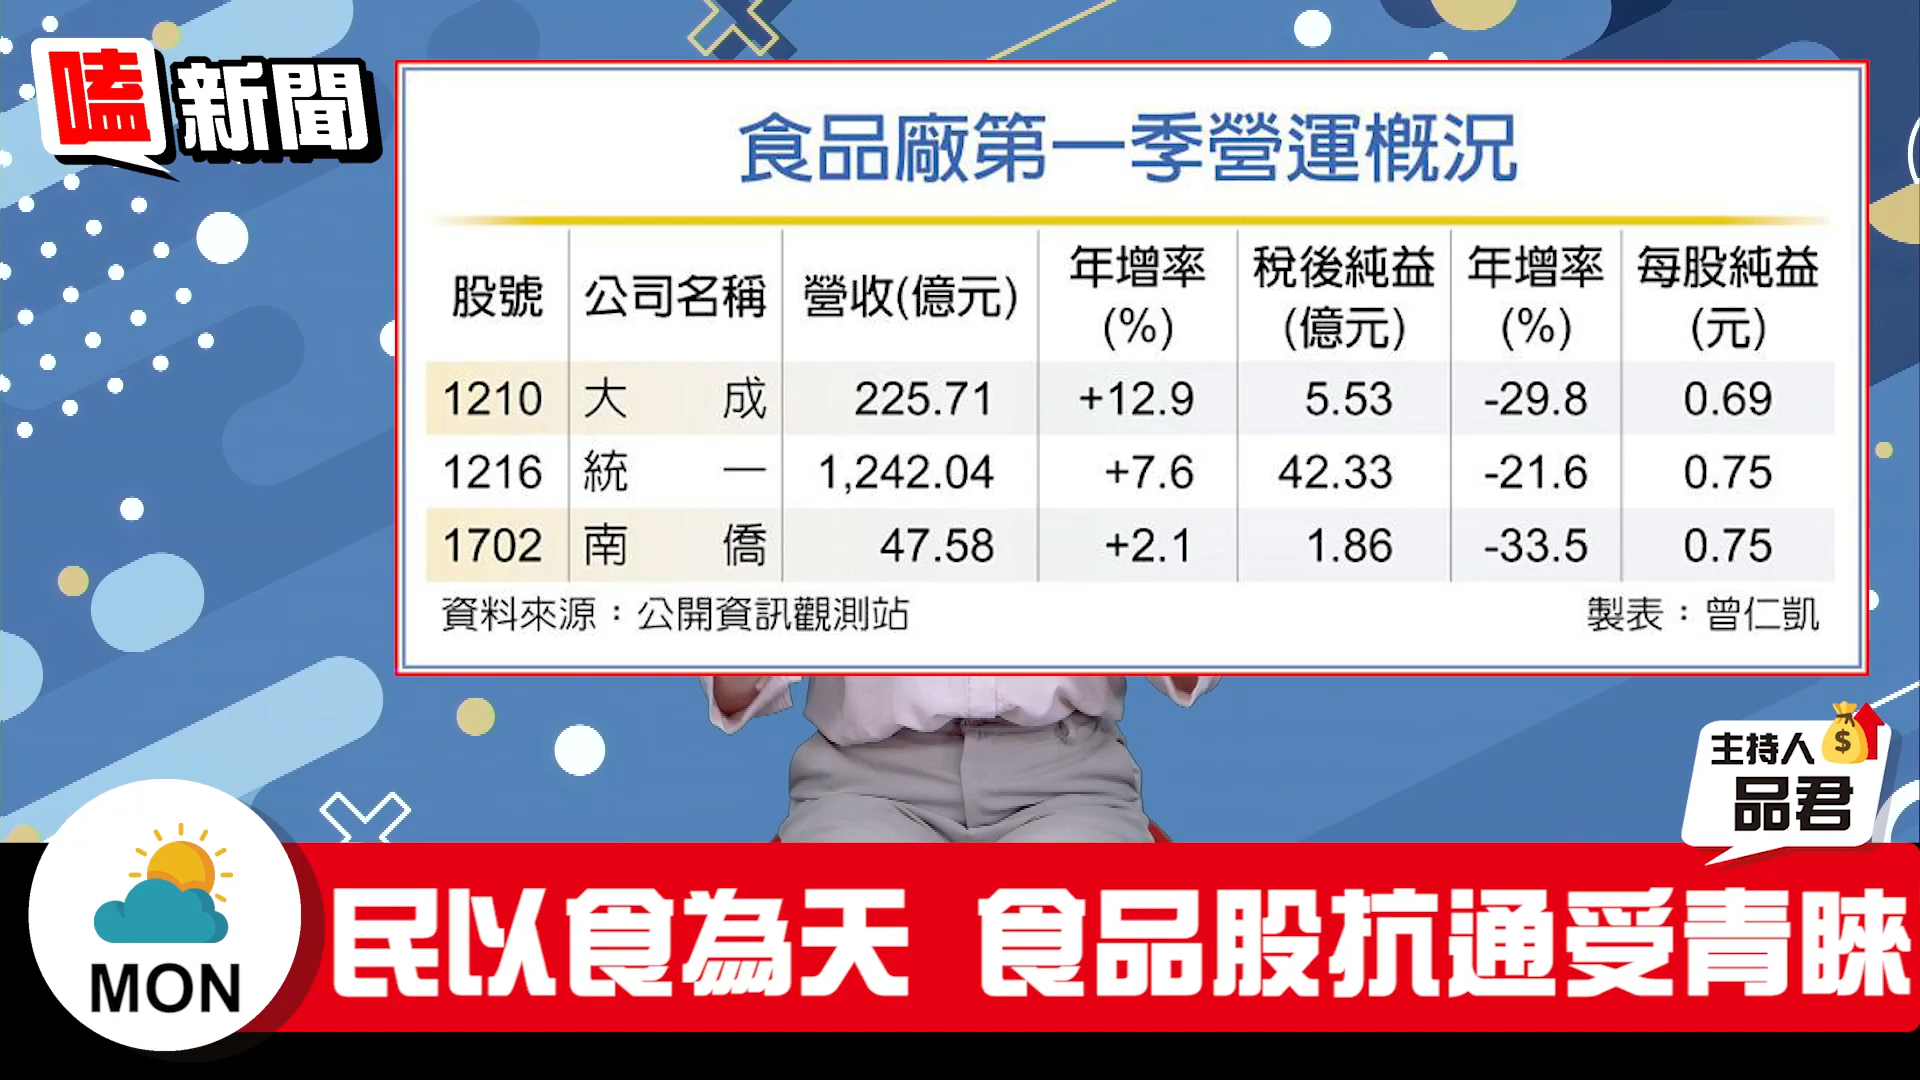 嗑新聞
食品廠第一季營運概況
股號 公司名稱 營收(億元) 年增率(%) 稅後純益(億元) 年增率(%) 每股純益(元)
1210 大成 225.71 +12.9 5.53 -29.8 0.69
1216 統一 1,242.04 +7.6 42.33 -21.6 0.75
1702 南僑 47.58 +2.1 1.86 -33.5 0.75
資料來源：公開資訊觀測站 製表：曾仁凱
主持人 $
品君
MON
民以食為天 食品股抗通受青睞